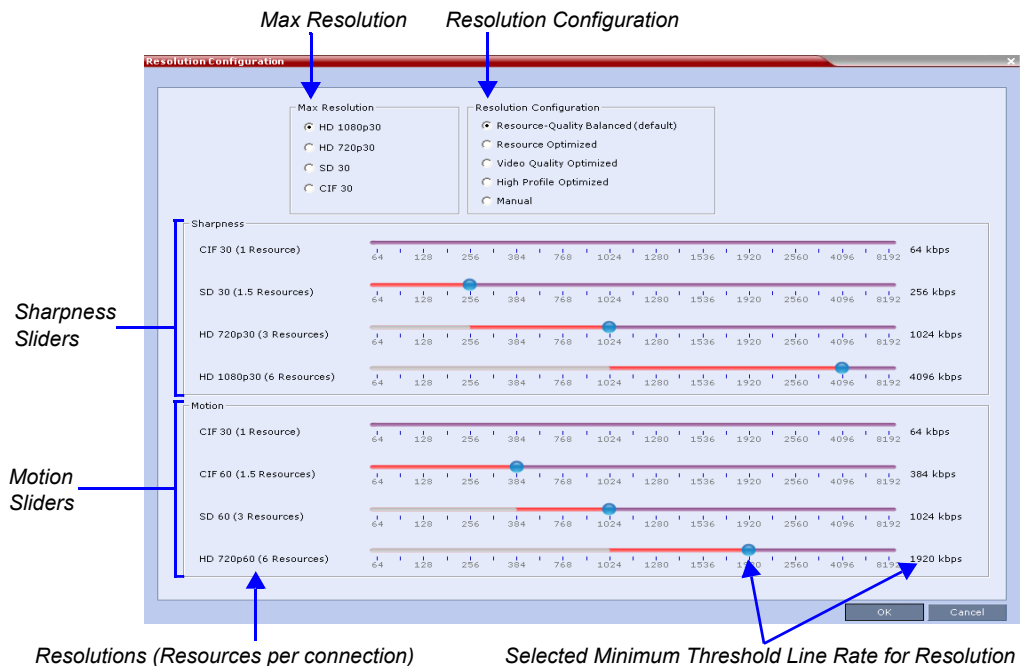 Max Resolution Resolution Configuration
Resolution Configuration ×
Max Resolution
HD 1080p30
HD 720p30
SD 30
CIF 30
Resolution Configuration
Resource-Quality Balanced (default)
Resource Optimized
Video Quality Optimized
High Profile Optimized
Manual
Sharpness Sliders
Sharpness
CIF 30 (1 Resource) 64 kbps
64 128 256 384 768 1024 1536 1920 2560 4096 8192
SD 30 (1.5 Resources) 256 kbps
64 128 256 384 768 1024 1536 1920 2560 4096 8192
HD 720p30 (3 Resources) 1024 kbps
64 128 256 384 768 1024 1536 1920 2560 4096 8192
HD 1080p30 (6 Resources) 4096 kbps
64 128 256 384 768 1024 1536 1920 2560 4096 8192
Motion Sliders
Motion
CIF 30 (1 Resource) 64 kbps
64 128 256 384 768 1024 1536 1920 2560 4096 8192
CIF 60 (1.5 Resources) 384 kbps
64 128 256 384 768 1024 1536 1920 2560 4096 8192
SD 60 (3 Resources) 1024 kbps
64 128 256 384 768 1024 1536 1920 2560 4096 8192
HD 720p60 (6 Resources) 1920 kbps
64 128 256 384 768 1024 1536 1920 2560 4096 8192
OK Cancel
Resolutions (Resources per connection) Selected Minimum Threshold Line Rate for Resolution